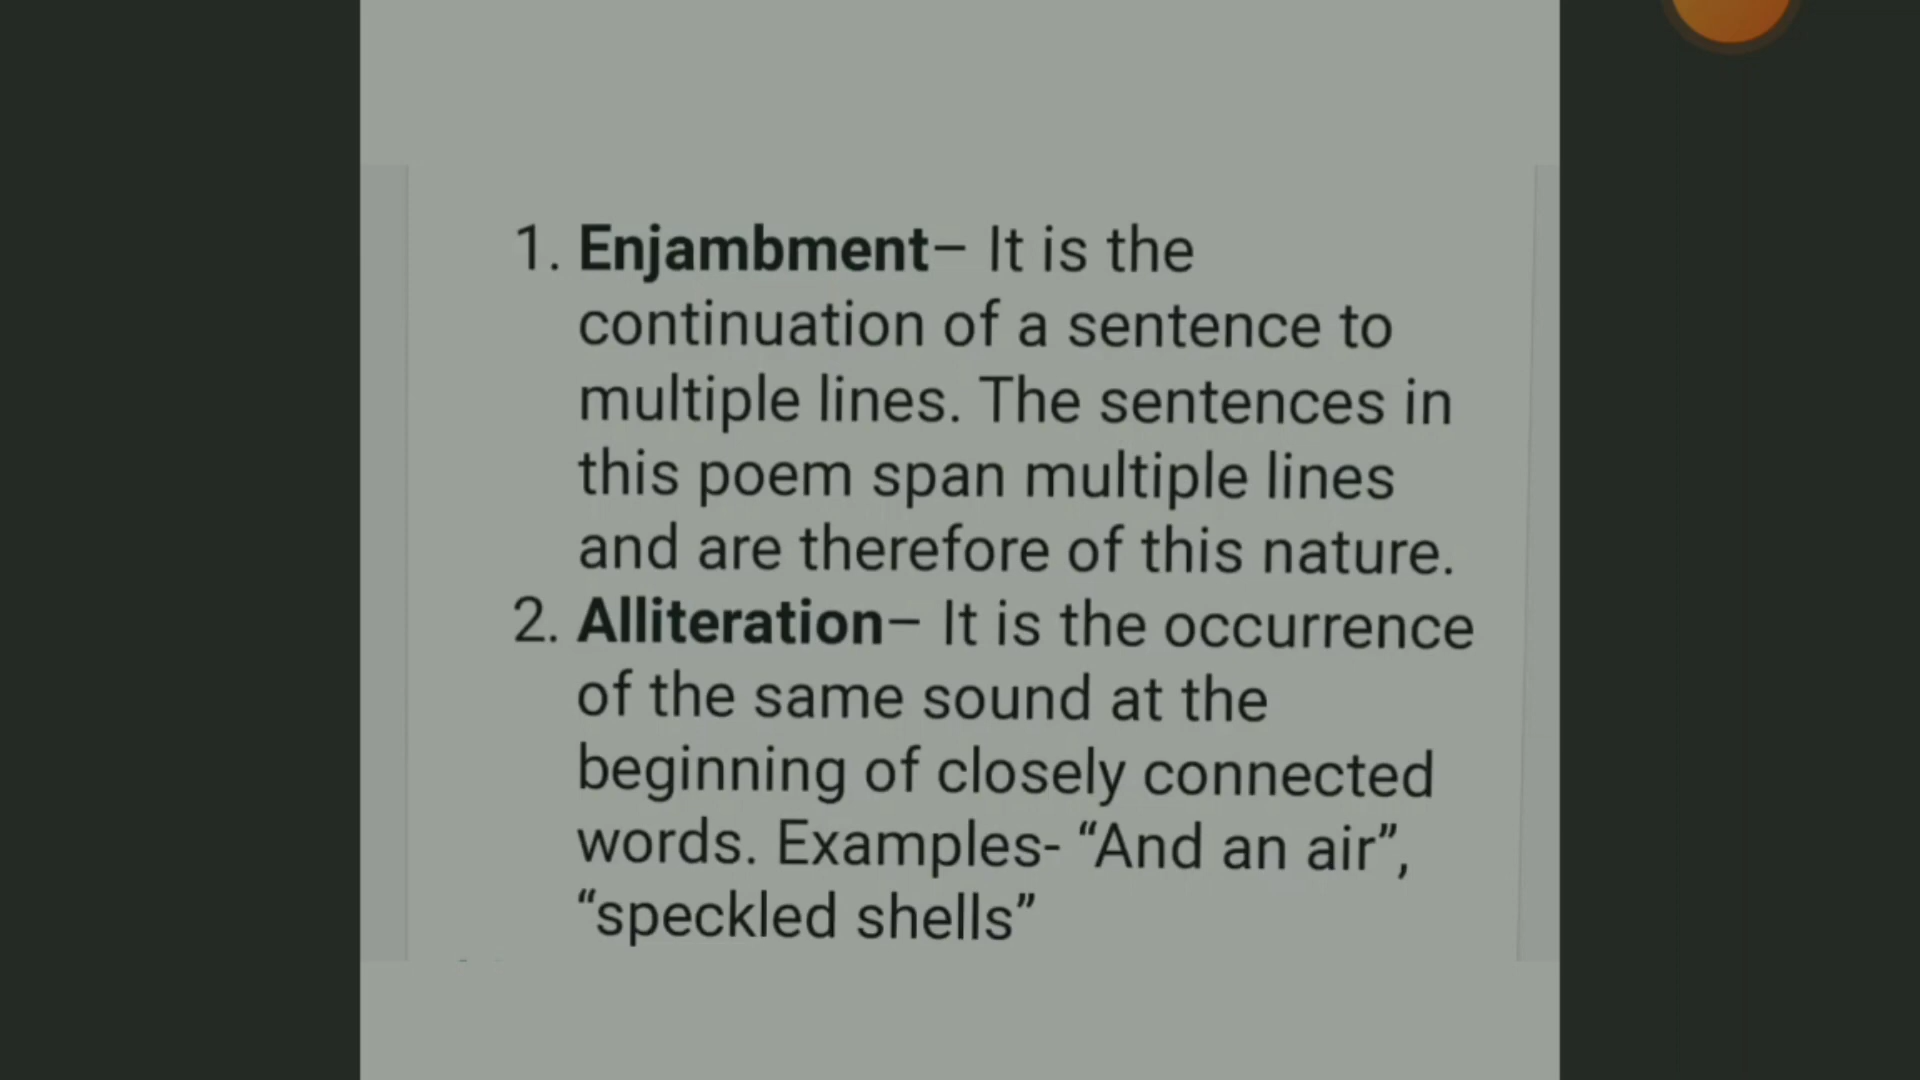 1. Enjambment– It is the
continuation of a sentence to
multiple lines. The sentences in
this poem span multiple lines
and are therefore of this nature.
2. Alliteration– It is the occurrence
of the same sound at the
beginning of closely connected
words. Examples- “And an air”,
“speckled shells”